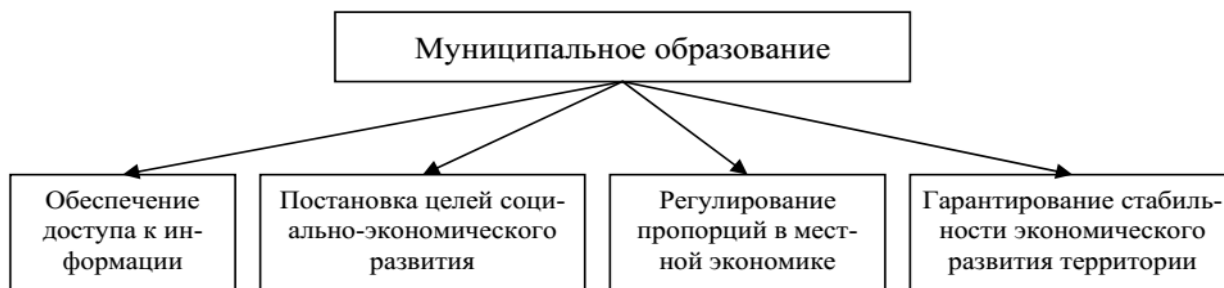 Муниципальное образование
Обеспечение
доступа к ин-
формации
Постановка целей соци-
ально-экономического
развития
Регулирование
пропорций в мест-
ной экономике
Гарантирование стабиль-
ности экономического
развития территории